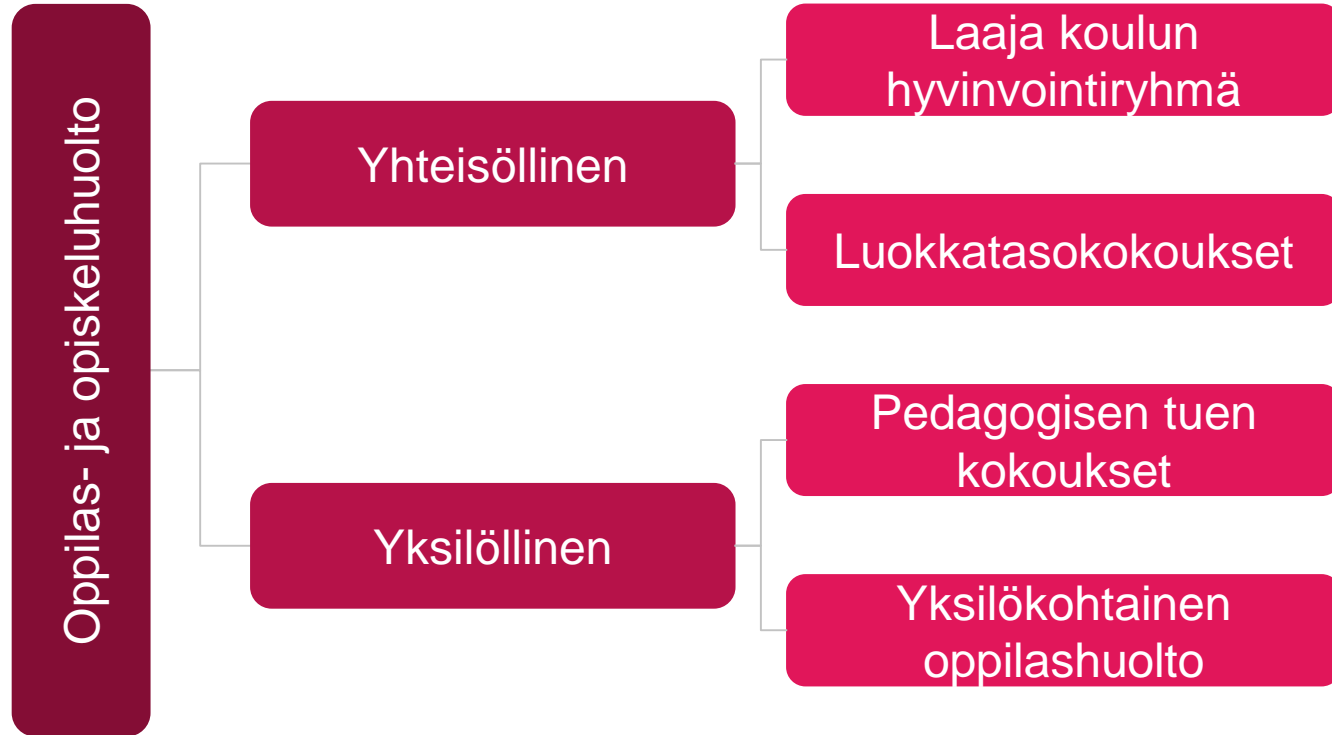 Oppilas- ja opiskeluhuolto
Yhteisöllinen
Laaja koulun
hyvinvointiryhmä
Luokkatasokokoukset
Yksilöllinen
Pedagogisen tuen
kokoukset
Yksilökohtainen
oppilashuolto